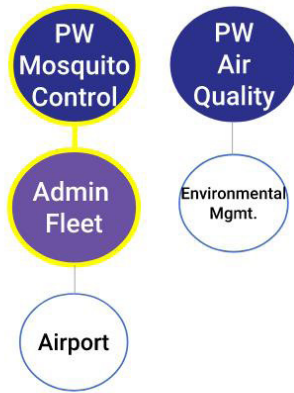 PW
Mosquito
Control
Admin
Fleet
Airport
PW
Air
Quality
Environmental
Mgmt.